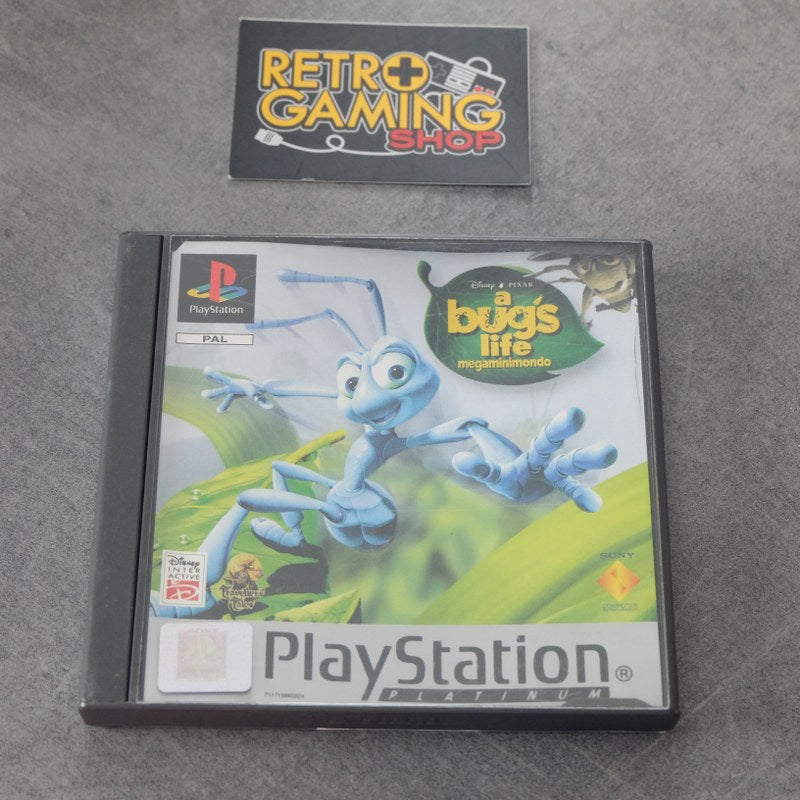 RETRO
GAMING
SHOP
PlayStation
PAL
Disney PIXAR
a
bug's
life
megaminimondo
Disney
INTER
ACTIVE
Traveller's
Tales
SONY
COMPUTER
PlayStation®
PLATINUM